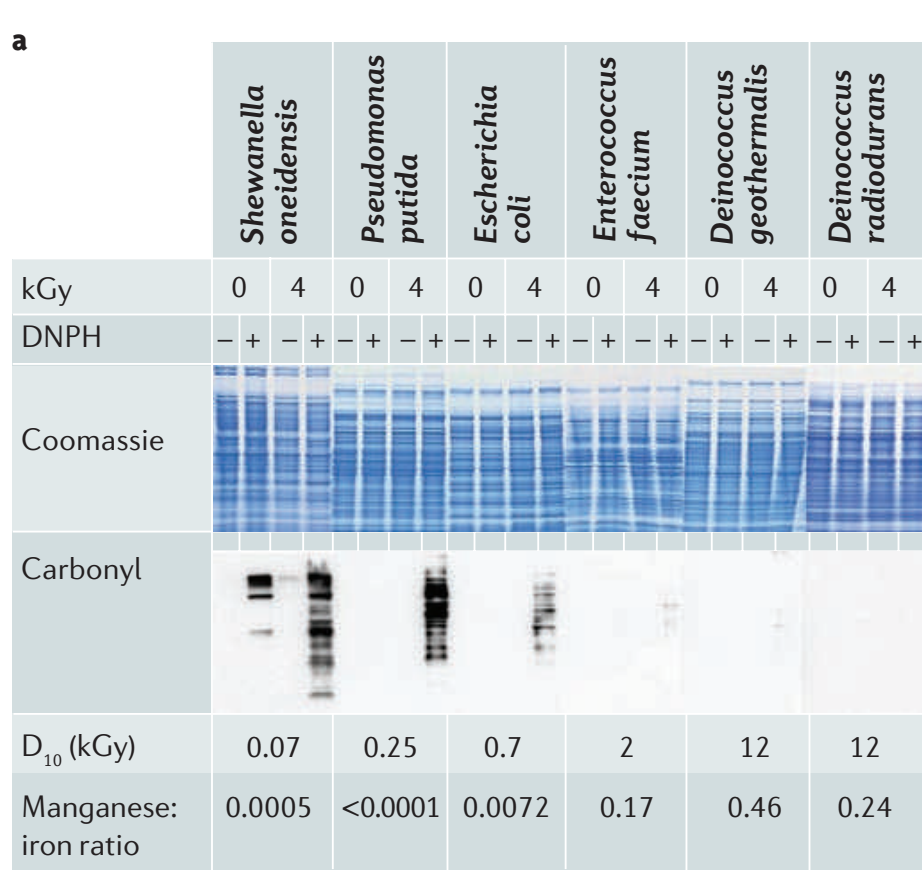 a
Shewanella
oneidensis
Pseudomonas
putida
Escherichia
coli
Enterococcus
faecium
Deinococcus
geothermalis
Deinococcus
radiodurans
kGy 0 4 0 4 0 4 0 4 0 4 0 4
DNPH – + – + – + – + – + – + – + – + – + – + – + – +
Coomassie
Carbonyl
D10 (kGy) 0.07 0.25 0.7 2 12 12
Manganese: 0.0005 <0.0001 0.0072 0.17 0.46 0.24
iron ratio